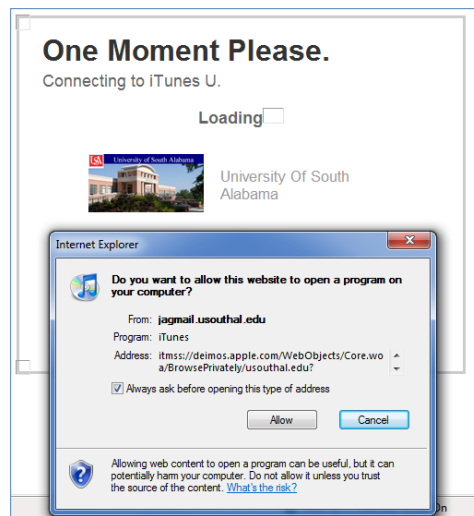 One Moment Please.
Connecting to iTunes U.
Loading
USA University of South Alabama
University Of South
Alabama
Internet Explorer
Do you want to allow this website to open a program on
your computer?
From: jagmail.usouthal.edu
Program: iTunes
Address: itmss://deimos.apple.com/WebObjects/Core.wo
a/BrowsePrivately/usouthal.edu?
Always ask before opening this type of address
Allow Cancel
Allowing web content to open a program can be useful, but it can
potentially harm your computer. Do not allow it unless you trust
the source of the content. What's the risk?
On